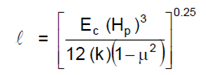 ℓ = [ E_c (H_p)^3 / 12 (k)(1−μ^2) ]^0.25